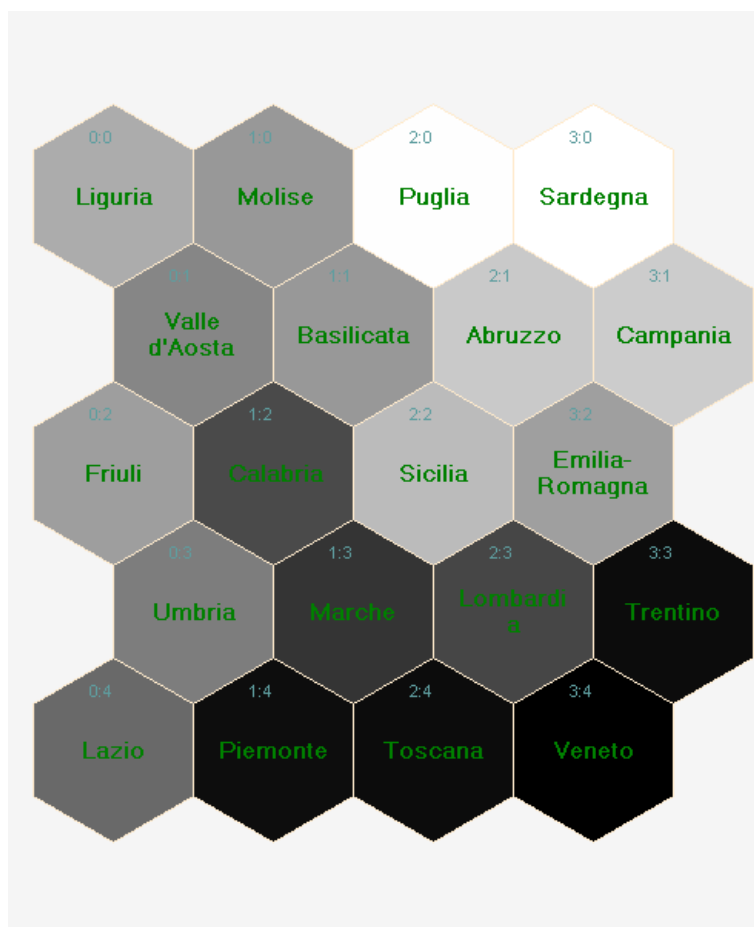 0:0
Liguria
1:0
Molise
2:0
Puglia
3:0
Sardegna
0:1
Valle
d'Aosta
1:1
Basilicata
2:1
Abruzzo
3:1
Campania
0:2
Friuli
1:2
Calabria
2:2
Sicilia
3:2
Emilia-
Romagna
0:3
Umbria
1:3
Marche
2:3
Lombardi
a
3:3
Trentino
0:4
Lazio
1:4
Piemonte
2:4
Toscana
3:4
Veneto